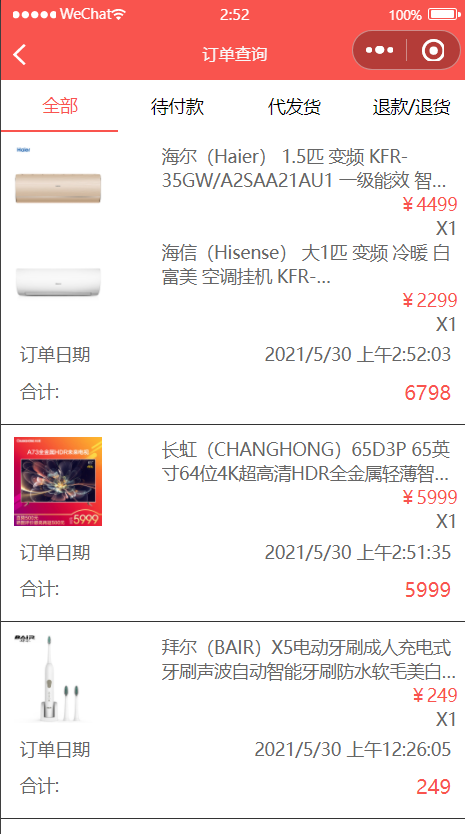 WeChat 2:52 100%
订单查询
全部 待付款 代发货 退款/退货
Haier
海尔（Haier） 1.5匹 变频 KFR-
35GW/A2SAA21AU1 一级能效 智...
￥4499
X1
海信（Hisense） 大1匹 变频 冷暖 白
富美 空调挂机 KFR-...
￥2299
X1
订单日期 2021/5/30 上午2:52:03
合计: 6798
长虹（CHANGHONG）65D3P 65英
寸64位4K超高清HDR全金属轻薄智...
￥5999
X1
订单日期 2021/5/30 上午2:51:35
合计: 5999
BAIR
拜尔（BAIR）X5电动牙刷成人充电式
牙刷声波自动智能牙刷防水软毛美白...
￥249
X1
订单日期 2021/5/30 上午12:26:05
合计: 249